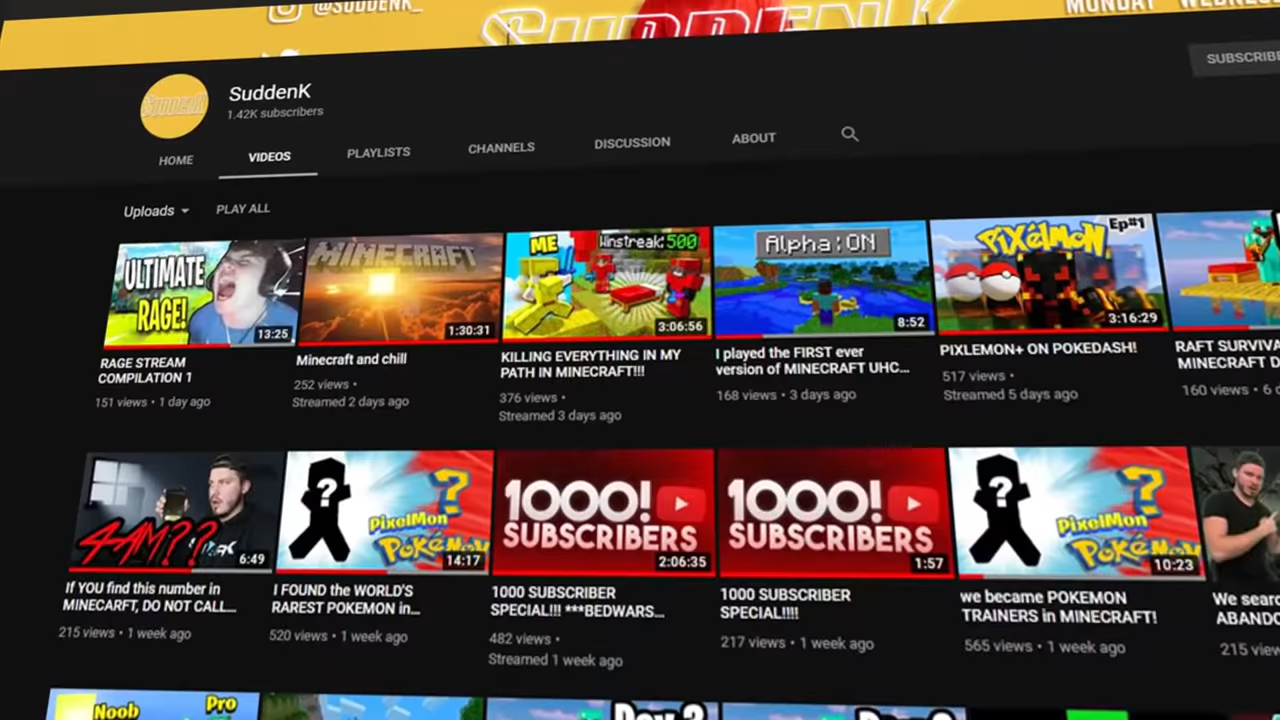 @SUDDENK_
SUDDENK
MONDAY
SUDDENK
SuddenK
1.42K subscribers
SUBSCRIBE
HOME
VIDEOS
PLAYLISTS
CHANNELS
DISCUSSION
ABOUT
Uploads
PLAY ALL
ULTIMATE
RAGE!
13:25
MINECRAFT
1:30:31
ME
Winstreak: 500
3:06:56
Alpha:ON
8:52
Ep#1
PiXélmoN
3:16:29
RAGE STREAM
COMPILATION 1
151 views • 1 day ago
Minecraft and chill
252 views •
Streamed 2 days ago
KILLING EVERYTHING IN MY
PATH IN MINECRAFT!!!
376 views •
Streamed 3 days ago
I played the FIRST ever
version of MINECRAFT UHC...
168 views • 3 days ago
PIXLEMON+ ON POKEDASH!
517 views •
Streamed 5 days ago
RAFT SURVIVA
MINECRAFT D
160 views • 6 d
4AM??
6:49
?
?
PixelMon
PoKéMoN
14:17
1000!
SUBSCRIBERS
2:06:35
1000!
SUBSCRIBERS
1:57
?
?
PixelMon
PoKéMoN
10:23
If YOU find this number in
MINECARFT, DO NOT CALL...
215 views • 1 week ago
I FOUND the WORLD'S
RAREST POKEMON in...
520 views • 1 week ago
1000 SUBSCRIBER
SPECIAL!!! ***BEDWARS...
482 views •
Streamed 1 week ago
1000 SUBSCRIBER
SPECIAL!!!!
217 views • 1 week ago
we became POKEMON
TRAINERS in MINECRAFT!
565 views • 1 week ago
We searc
ABANDO
215 view
Noob
Pro